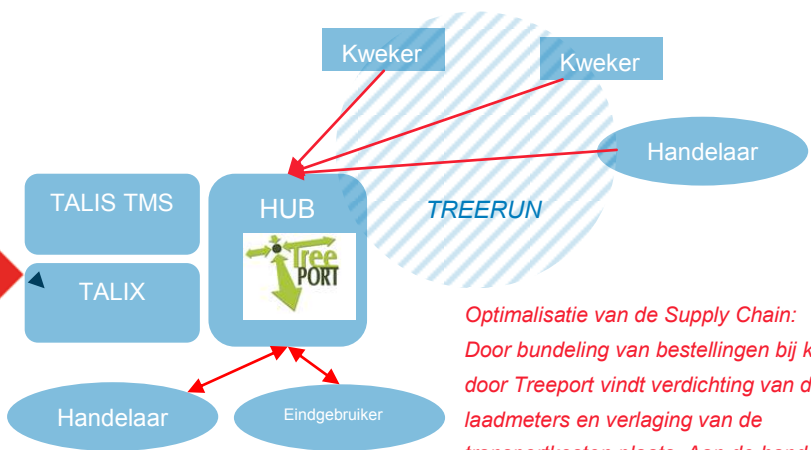 Kweker
Kweker
Handelaar
TALIS TMS
HUB
TREERUN
Tree
PORT
TALIX
Optimalisatie van de Supply Chain:
Door bundeling van bestellingen bij
door Treeport vindt verdichting van
laadmeters en verlaging van de
Handelaar
Eindgebruiker